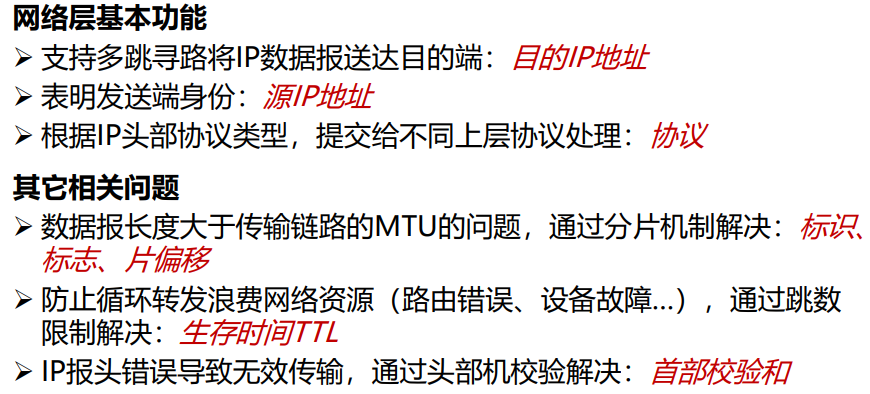 网络层基本功能
➢ 支持多跳寻路将IP数据报送达目的端：目的IP地址
➢ 表明发送端身份：源IP地址
➢ 根据IP头部协议类型，提交给不同上层协议处理：协议
其它相关问题
➢ 数据报长度大于传输链路的MTU的问题，通过分片机制解决：标识、
标志、片偏移
➢ 防止循环转发浪费网络资源（路由错误、设备故障...），通过跳数
限制解决：生存时间TTL
➢ IP报头错误导致无效传输，通过头部机校验解决：首部校验和